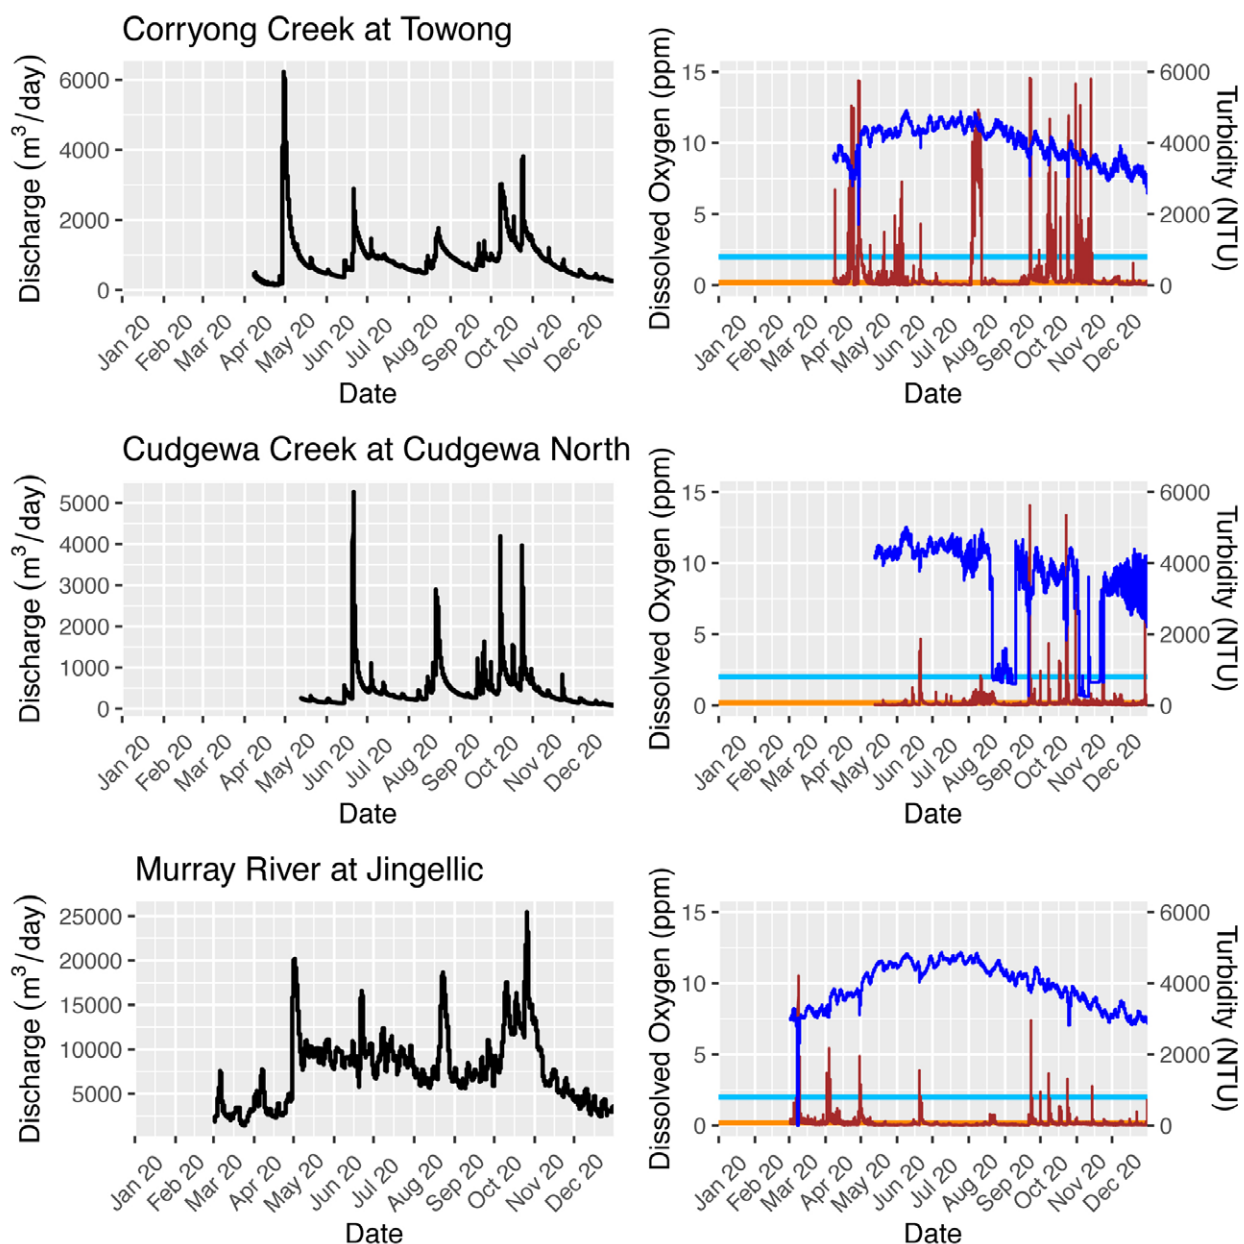 Corryong Creek at Towong
Discharge (m³/day)
6000
4000
2000
0
Jan 20
Feb 20
Mar 20
Apr 20
May 20
Jun 20
Jul 20
Aug 20
Sep 20
Oct 20
Nov 20
Dec 20
Date
Dissolved Oxygen (ppm)
15
10
5
0
6000
4000
2000
0
Turbidity (NTU)
Jan 20
Feb 20
Mar 20
Apr 20
May 20
Jun 20
Jul 20
Aug 20
Sep 20
Oct 20
Nov 20
Dec 20
Date
Cudgewa Creek at Cudgewa North
Discharge (m³/day)
5000
4000
3000
2000
1000
0
Jan 20
Feb 20
Mar 20
Apr 20
May 20
Jun 20
Jul 20
Aug 20
Sep 20
Oct 20
Nov 20
Dec 20
Date
Dissolved Oxygen (ppm)
15
10
5
0
6000
4000
2000
0
Turbidity (NTU)
Jan 20
Feb 20
Mar 20
Apr 20
May 20
Jun 20
Jul 20
Aug 20
Sep 20
Oct 20
Nov 20
Dec 20
Date
Murray River at Jingellic
Discharge (m³/day)
25000
20000
15000
10000
5000
Jan 20
Feb 20
Mar 20
Apr 20
May 20
Jun 20
Jul 20
Aug 20
Sep 20
Oct 20
Nov 20
Dec 20
Date
Dissolved Oxygen (ppm)
15
10
5
0
6000
4000
2000
0
Turbidity (NTU)
Jan 20
Feb 20
Mar 20
Apr 20
May 20
Jun 20
Jul 20
Aug 20
Sep 20
Oct 20
Nov 20
Dec 20
Date